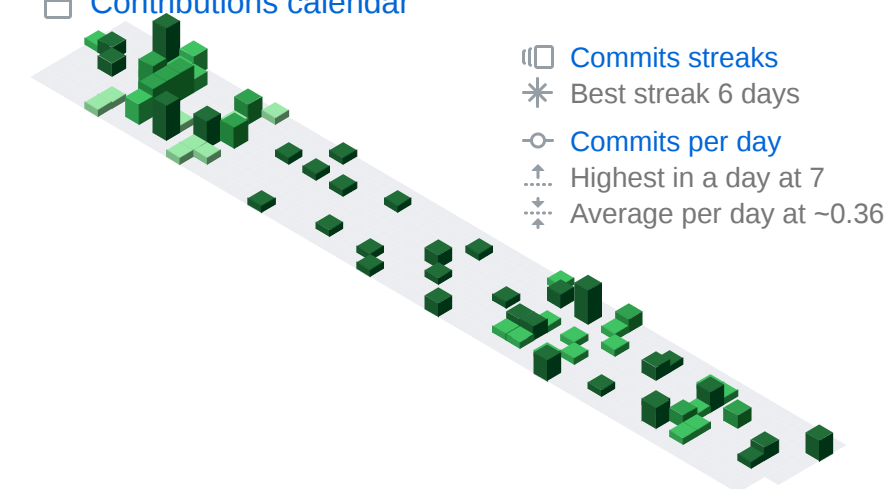 Contributions calendar
Commits streaks
Best streak 6 days
Commits per day
Highest in a day at 7
Average per day at ~0.36